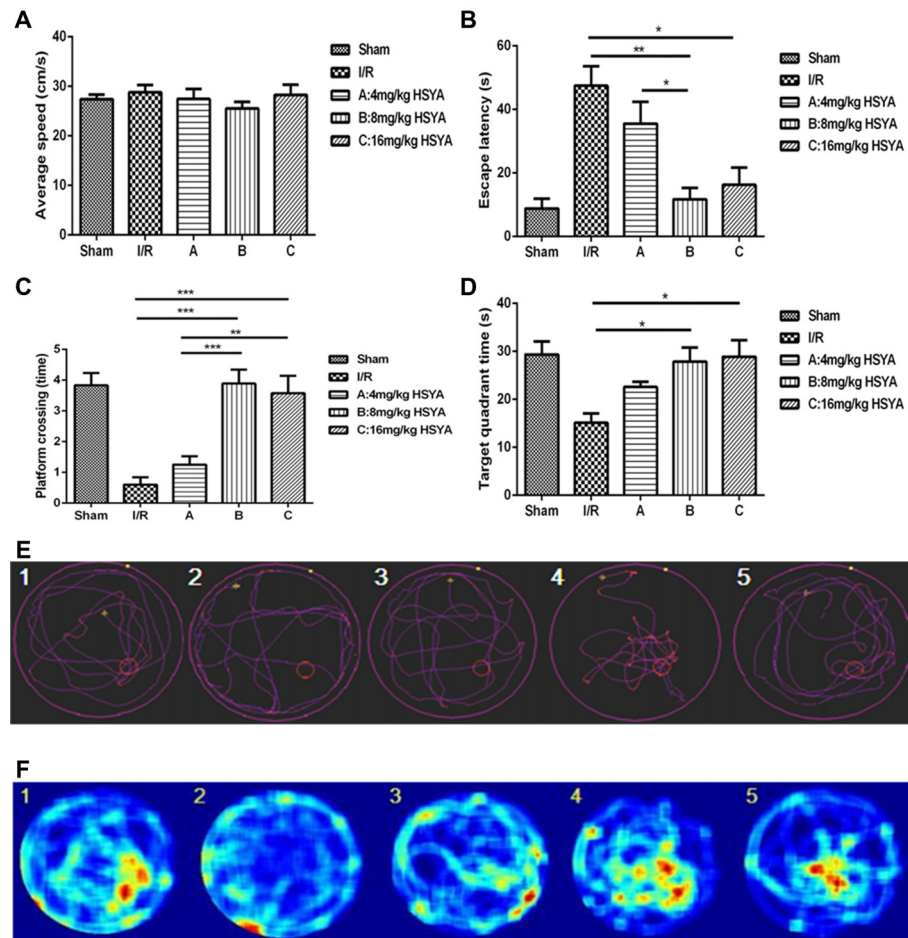 A
Average speed (cm/s)
40
30
20
10
0
Sham
I/R
A
B
C
Sham
I/R
A:4mg/kg HSYA
B:8mg/kg HSYA
C:16mg/kg HSYA
B
Escape latency (s)
60
40
20
0
*
**
*
Sham
I/R
A
B
C
Sham
I/R
A:4mg/kg HSYA
B:8mg/kg HSYA
C:16mg/kg HSYA
C
Platform crossing (time)
5
4
3
2
1
0
***
***
**
***
Sham
I/R
A
B
C
Sham
I/R
A:4mg/kg HSYA
B:8mg/kg HSYA
C:16mg/kg HSYA
D
Target quadrant time (s)
40
30
20
10
0
*
*
Sham
I/R
A
B
C
Sham
I/R
A:4mg/kg HSYA
B:8mg/kg HSYA
C:16mg/kg HSYA
E
1
2
3
4
5
F
1
2
3
4
5